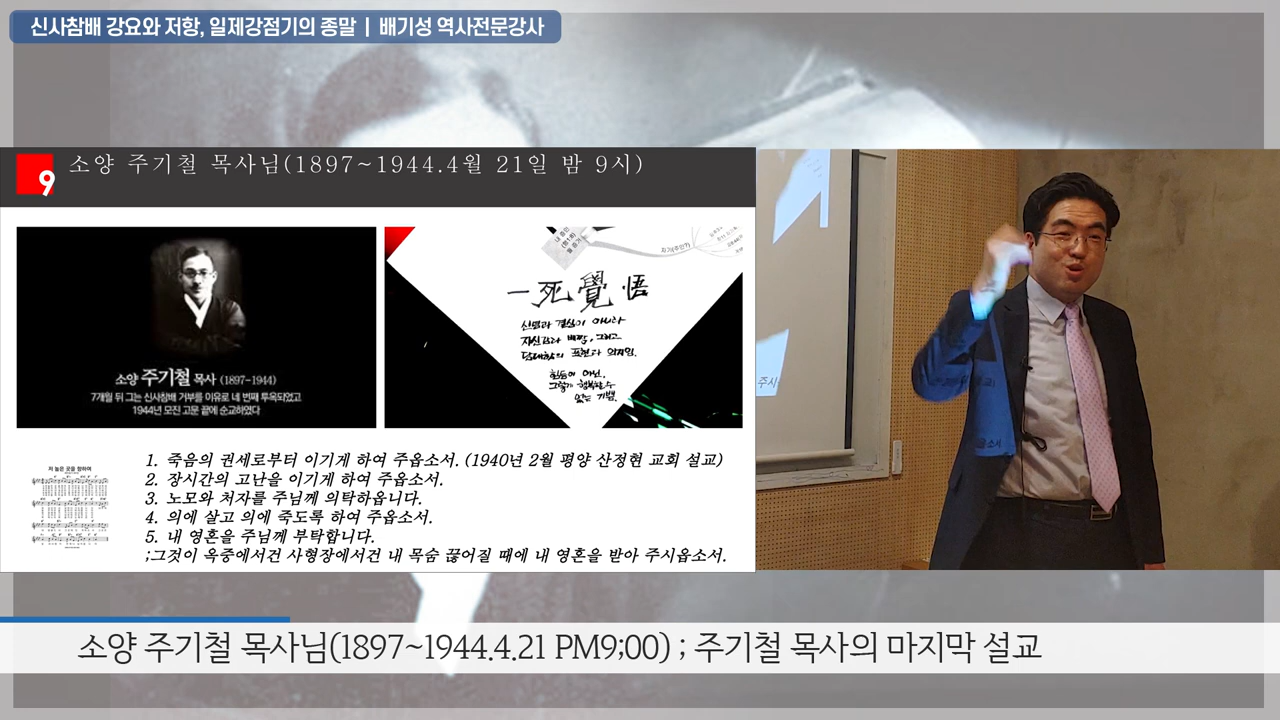 신사참배 강요와 저항, 일제강점기의 종말 | 배기성 역사전문강사
9
소양 주기철 목사님(1897~1944.4월 21일 밤 9시)
소양 주기철 목사 (1897-1944)
7개월 뒤 그는 신사참배 거부를 이유로 네 번째 투옥되었고
1944년 모진 고문 끝에 순교하였다
一死覺悟
저 높은 곳을 향하여
1. 죽음의 권세로부터 이기게 하여 주옵소서. (1940년 2월 평양 산정현 교회 설교)
2. 장시간의 고난을 이기게 하여 주옵소서.
3. 노모와 처자를 주님께 의탁하옵니다.
4. 의에 살고 의에 죽도록 하여 주옵소서.
5. 내 영혼을 주님께 부탁합니다.
;그것이 옥중에서건 사형장에서건 내 목숨 끊어질 때에 내 영혼을 받아 주시옵소서.
주시
소양 주기철 목사님(1897~1944.4.21 PM9;00) ; 주기철 목사의 마지막 설교